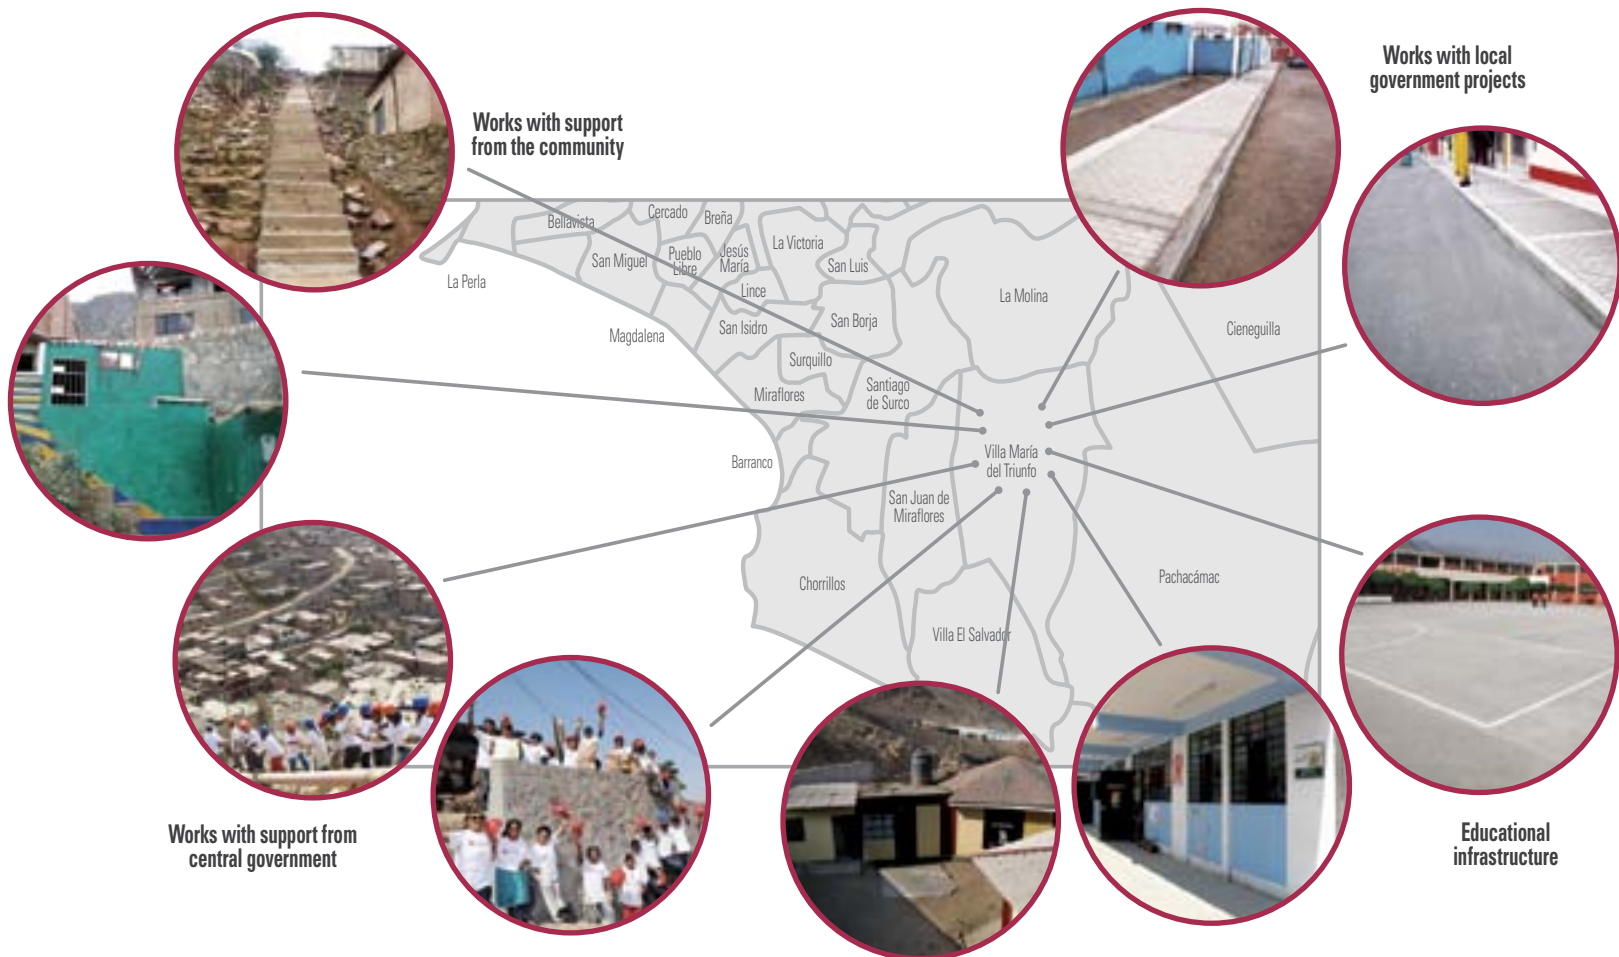 Works with support
from the community
Works with local
government projects
Bellavista
Cercado
Breña
La Victoria
Jesús
María
Pueblo
Libre
San Miguel
San Luis
La Perla
Lince
La Molina
Magdalena
San Isidro
San Borja
Cieneguilla
Surquillo
Miraflores
Santiago
de Surco
Barranco
Villa María
del Triunfo
San Juan de
Miraflores
Chorrillos
Pachacámac
Villa El Salvador
Works with support from
central government
Educational
infrastructure